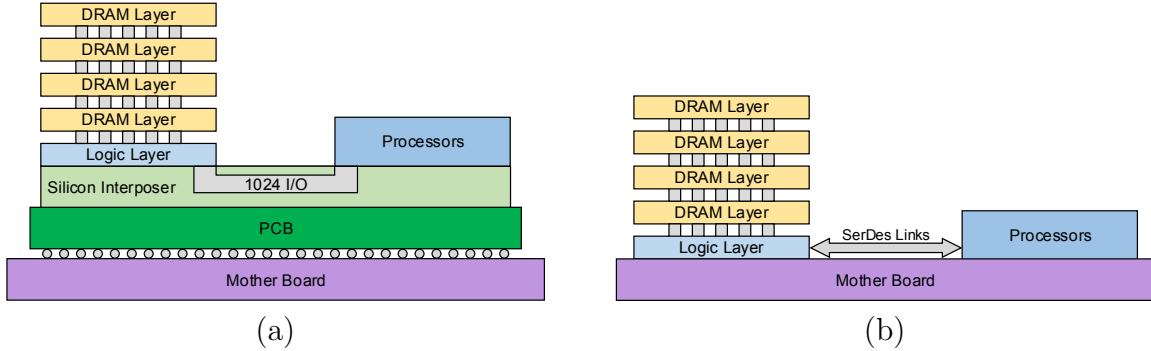 DRAM Layer
DRAM Layer
DRAM Layer
DRAM Layer
Logic Layer
Processors
Silicon Interposer
1024 I/O
PCB
Mother Board
(a)
DRAM Layer
DRAM Layer
DRAM Layer
DRAM Layer
Logic Layer
SerDes Links
Processors
Mother Board
(b)